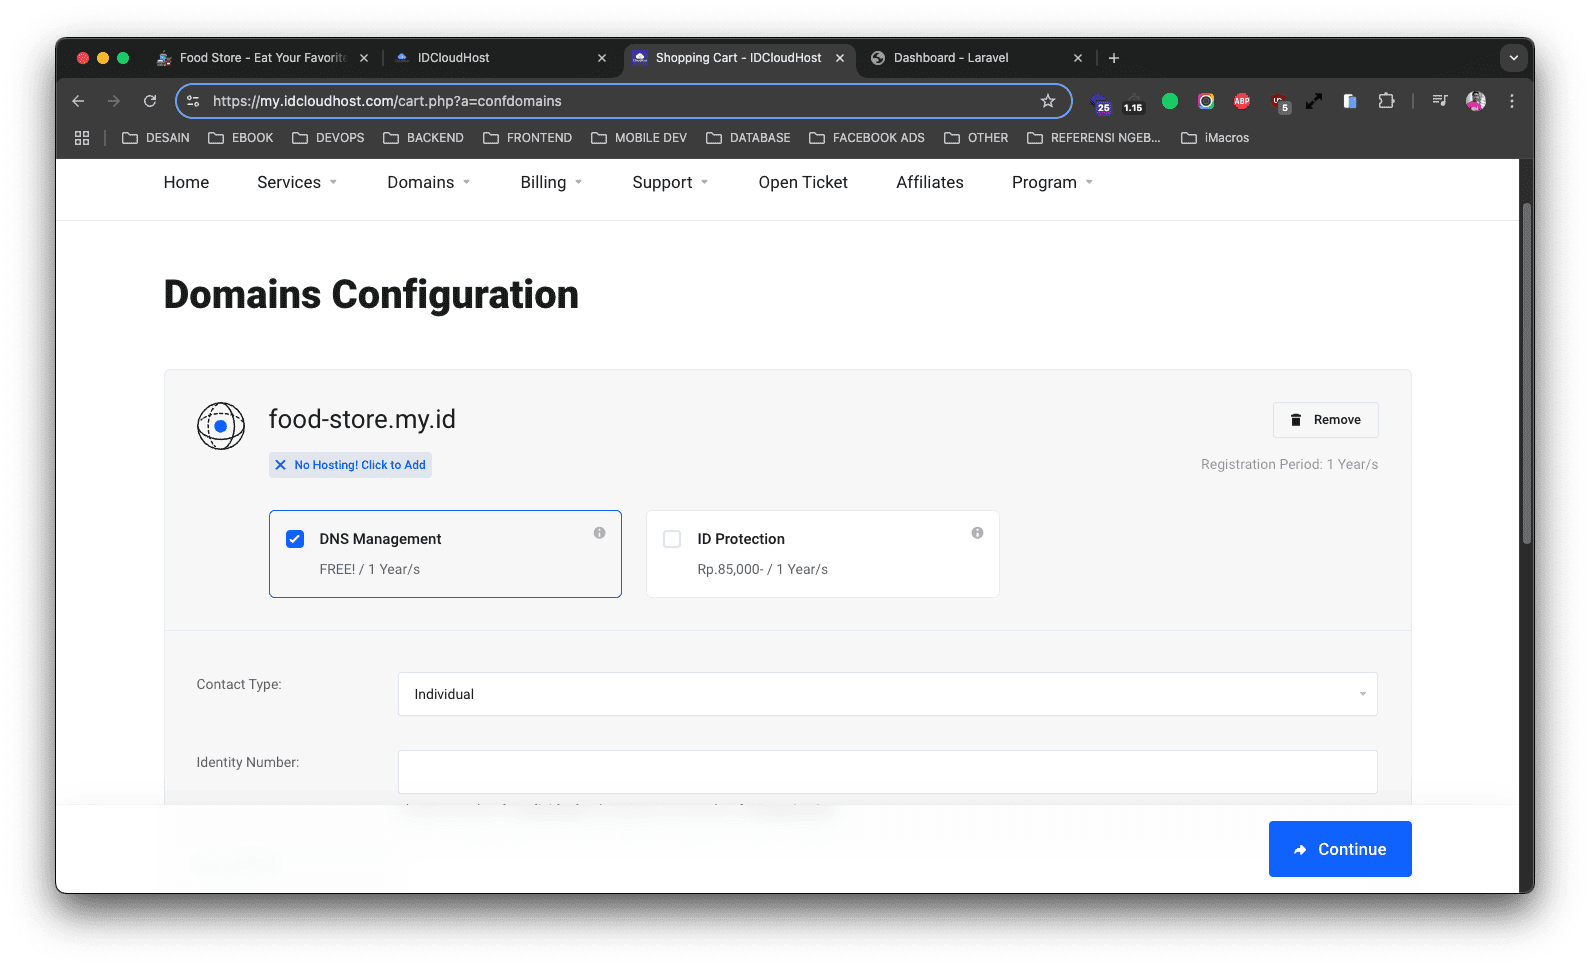 Food Store - Eat Your Favorite
IDCloudHost
Shopping Cart - IDCloudHost
Dashboard - Laravel
https://my.idcloudhost.com/cart.php?a=confdomains
25
1.15
ABP
5
DESAIN
EBOOK
DEVOPS
BACKEND
FRONTEND
MOBILE DEV
DATABASE
FACEBOOK ADS
OTHER
REFERENSI NGEB...
iMacros
Home
Services
Domains
Billing
Support
Open Ticket
Affiliates
Program
Domains Configuration
food-store.my.id
Remove
No Hosting! Click to Add
Registration Period: 1 Year/s
DNS Management
FREE! / 1 Year/s
ID Protection
Rp.85,000- / 1 Year/s
Contact Type:
Individual
Identity Number:
Continue